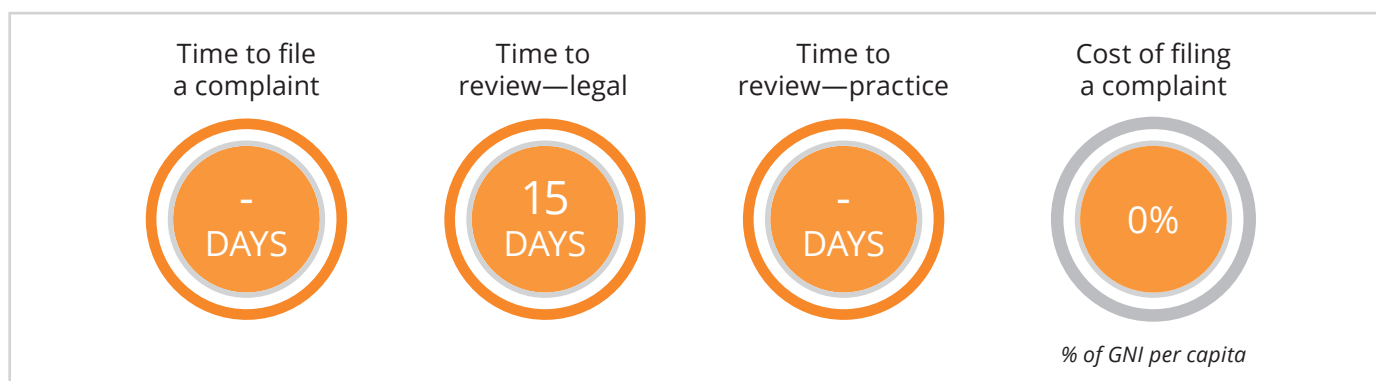 Time to file
a complaint
-
DAYS
Time to
review—legal
15
DAYS
Time to
review—practice
-
DAYS
Cost of filing
a complaint
0%
% of GNI per capita